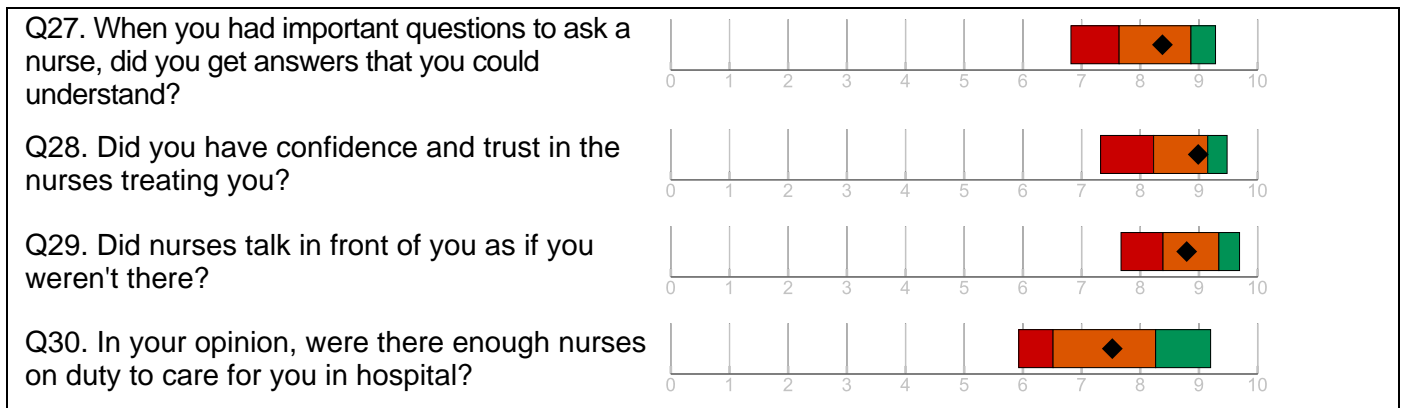 Q27. When you had important questions to ask a
nurse, did you get answers that you could
understand?
0 1 2 3 4 5 6 7 8 9 10
Q28. Did you have confidence and trust in the
nurses treating you?
0 1 2 3 4 5 6 7 8 9 10
Q29. Did nurses talk in front of you as if you
weren't there?
0 1 2 3 4 5 6 7 8 9 10
Q30. In your opinion, were there enough nurses
on duty to care for you in hospital?
0 1 2 3 4 5 6 7 8 9 10